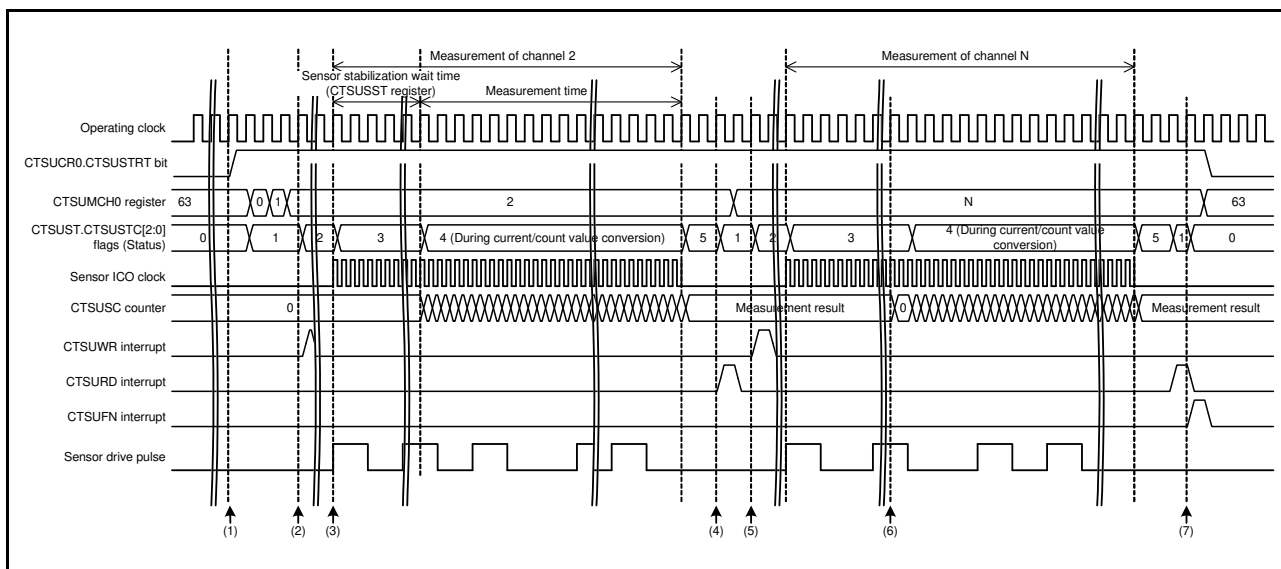 Measurement of channel 2
Measurement of channel N
Sensor stabilization wait time
(CTSUSST register)
Measurement time
Operating clock
CTSUCR0.CTSUSTRT bit
CTSUMCH0 register
63
0
1
2
N
63
CTSUST.CTSUSTC[2:0]
flags (Status)
0
1
2
3
4 (During current/count value conversion)
5
1
2
3
4 (During current/count value
conversion)
5
1
0
Sensor ICO clock
CTSUSC counter
0
Measurement result
0
Measurement result
CTSUWR interrupt
CTSURD interrupt
CTSUFN interrupt
Sensor drive pulse
(1)
(2)
(3)
(4)
(5)
(6)
(7)